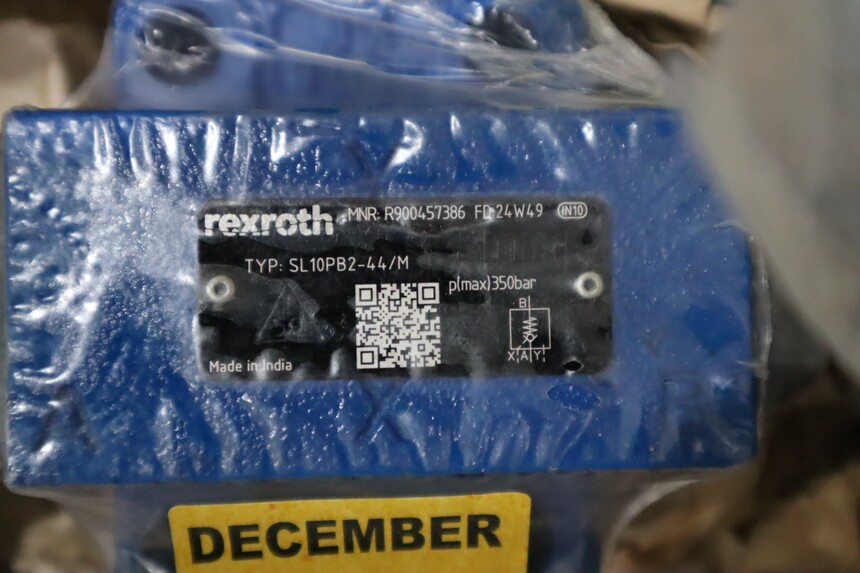 rexroth MNR: R900457386 FD:24W49 IN10
TYP: SL10PB2-44/M
p(max)350bar
B
X A Y
Made in India
DECEMBER